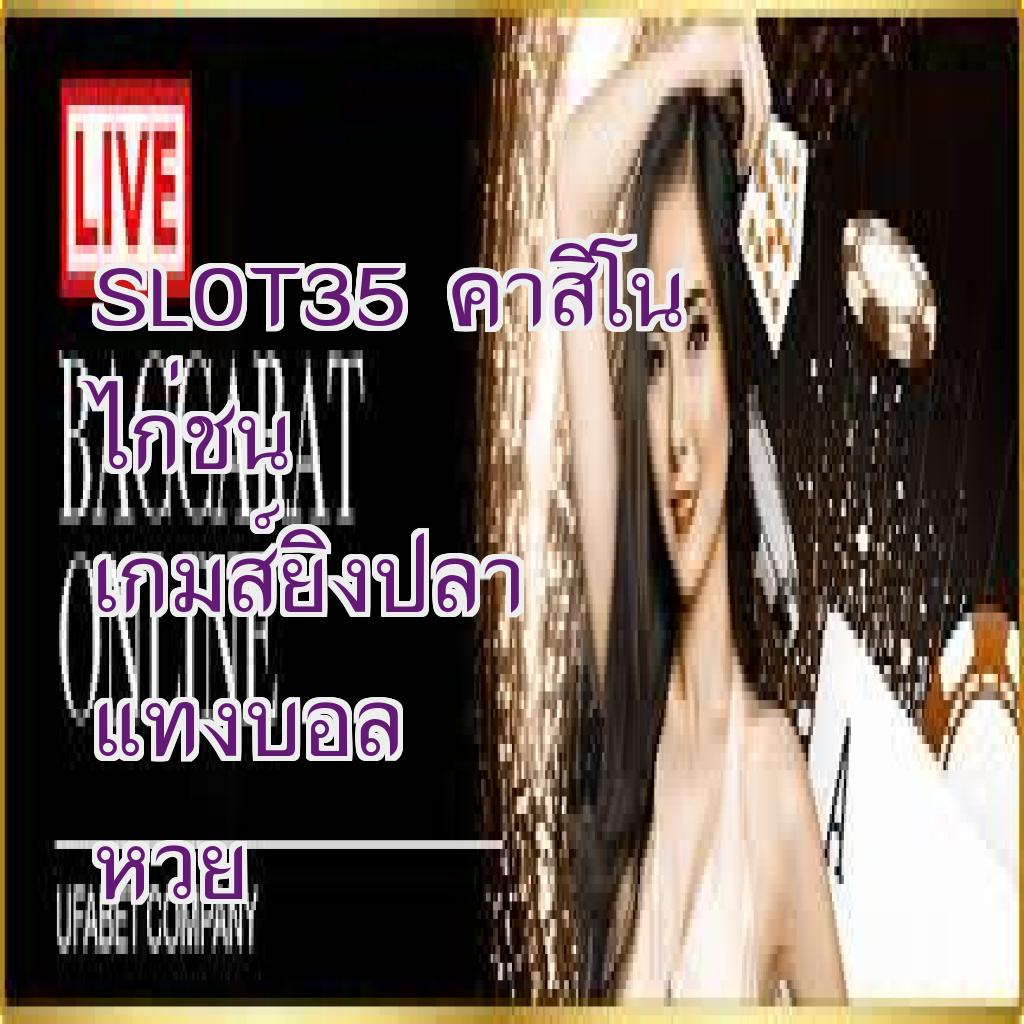 LIVE
SLOT35 คาสิโน
BACCARAT
ไก่ชน
เกมส์ยิงปลา
ONLINE
แทงบอล
หวย
UFABET COMPANY
A